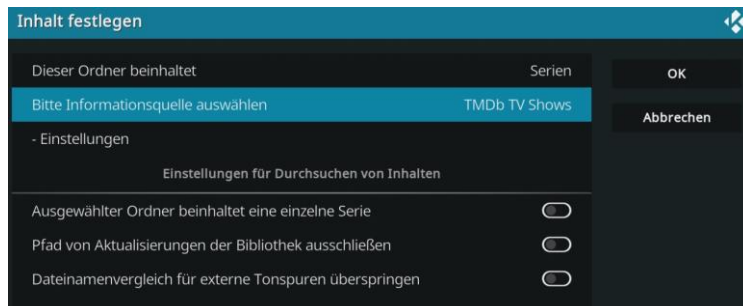 Inhalt festlegen
Dieser Ordner beinhaltet Serien
Bitte Informationsquelle auswählen TMDb TV Shows
- Einstellungen
Einstellungen für Durchsuchen von Inhalten
Ausgewählter Ordner beinhaltet eine einzelne Serie
Pfad von Aktualisierungen der Bibliothek ausschließen
Dateinamenvergleich für externe Tonspuren überspringen
OK
Abbrechen